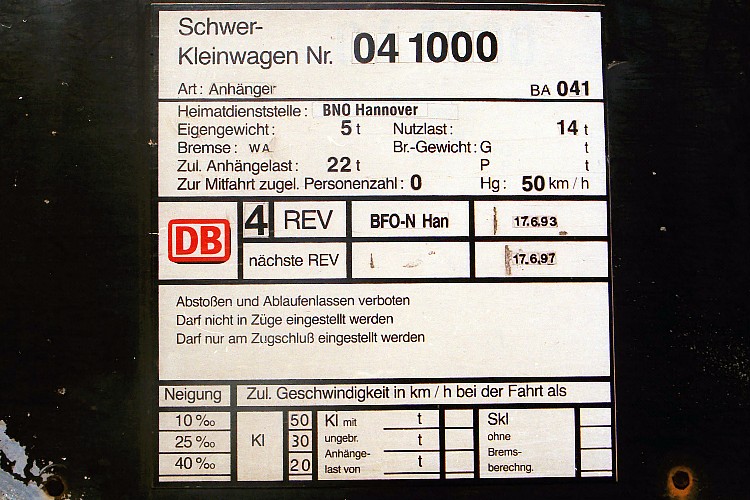 Schwer-
Kleinwagen Nr. 04 1000
Art: Anhänger BA 041
Heimatdienststelle: BNO Hannover
Eigengewicht: 5 t Nutzlast: 14 t
Bremse: WA Br.-Gewicht: G t
Zul. Anhängelast: 22 t P t
Zur Mitfahrt zugel. Personenzahl: 0 Hg: 50 km/h
DB 4 REV BFO-N Han 17.6.93
nächste REV 17.6.97
Abstoßen und Ablaufenlassen verboten
Darf nicht in Züge eingestellt werden
Darf nur am Zugschluß eingestellt werden
Neigung Zul. Geschwindigkeit in km/h bei der Fahrt als
10 ‰ 50 Kl mit t Skl
25 ‰ Kl 30 ungebr. t ohne
Anhänge- Brems-
40 ‰ 20 last von t berechng.